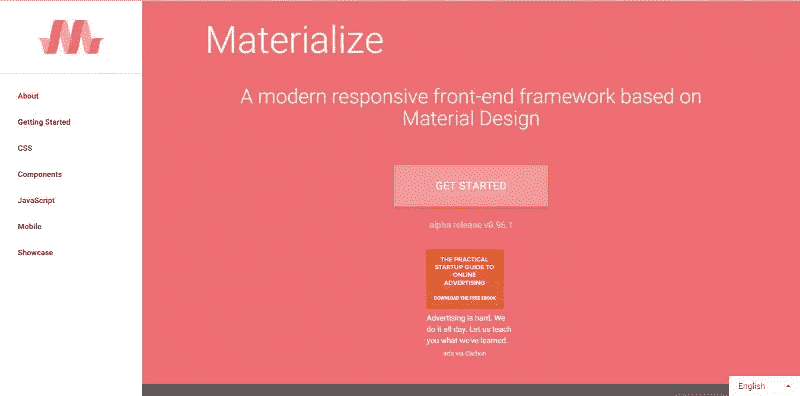 About
Getting Started
CSS
Components
JavaScript
Mobile
Showcase
Materialize
A modern responsive front-end framework based on
Material Design
GET STARTED
alpha release v0.96.1
THE PRACTICAL
STARTUP GUIDE TO
ONLINE
ADVERTISING
DOWNLOAD THE FREE EBOOK
Advertising is hard. We
do it all day. Let us teach
you what we've learned.
ads via Carbon
English